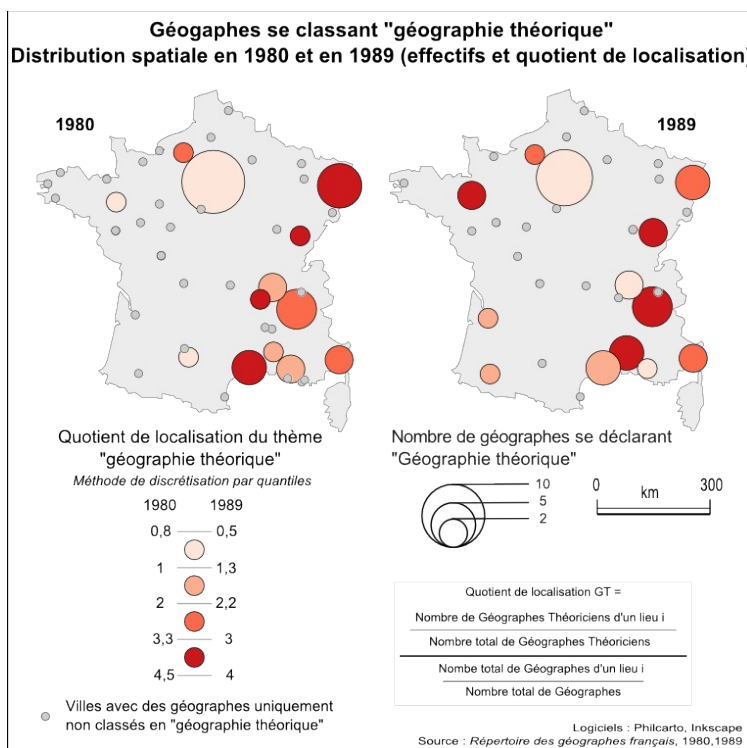 Géogaphes se classant "géographie théorique"
Distribution spatiale en 1980 et en 1989 (effectifs et quotient de localisation)
1980
1989
Quotient de localisation du thème
"géographie théorique"
Méthode de discrétisation par quantiles
1980 1989
0,8 0,5
1 1,3
2 2,2
3,3 3
4,5 4
Villes avec des géographes uniquement
non classés en "géographie théorique"
Nombre de géographes se déclarant
"Géographie théorique"
10
5
2
0 km 300
Quotient de localisation GT =
Nombre de Géographes Théoriciens d'un lieu i
Nombre total de Géographes Théoriciens
Nombe total de Géographes d'un lieu i
Nombre total de Géographes
Logiciels : Philcarto, Inkscape
Source : Répertoire des géographes français, 1980,1989